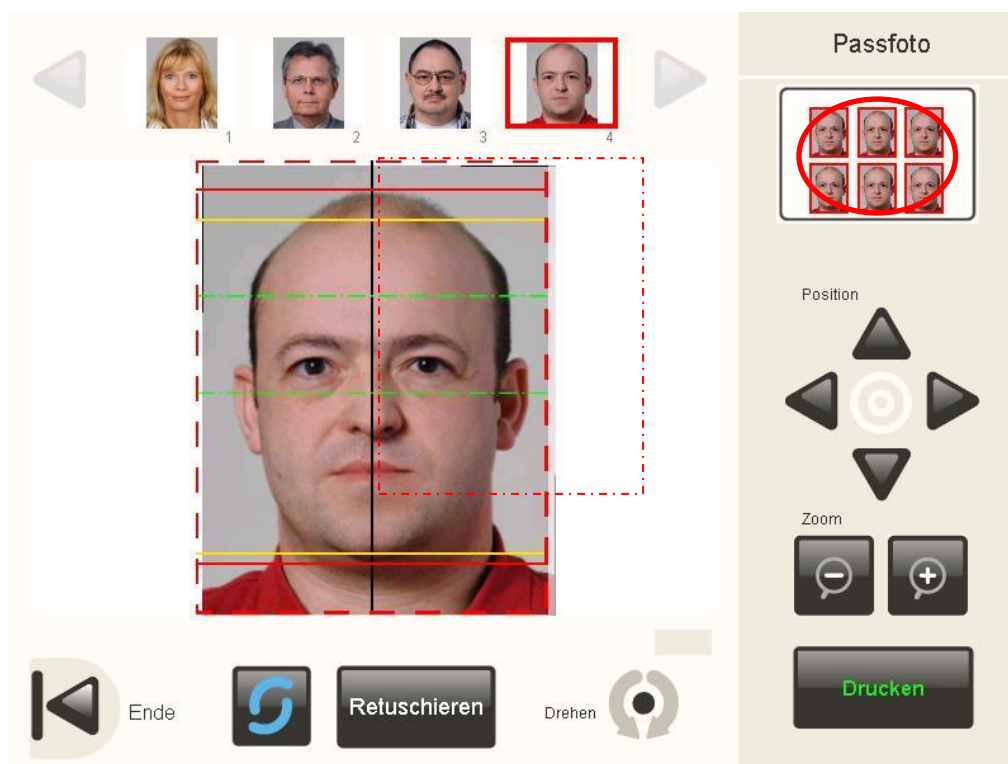 Passfoto
1
2
3
4
Position
Zoom
Ende
Retuschieren
Drehen
Drucken